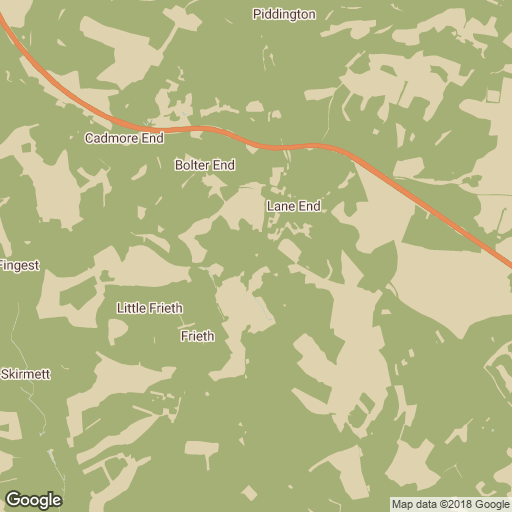 Piddington
Cadmore End
Bolter End
Lane End
Fingest
Little Frieth
Frieth
Skirmett
Google
Map data ©2018 Google